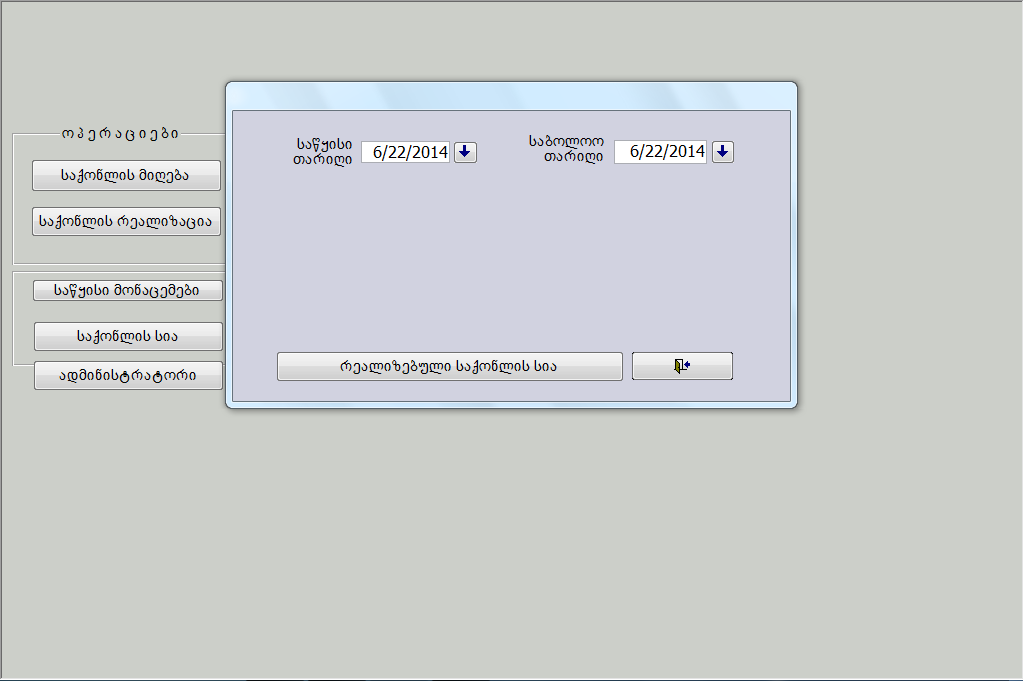 ოპერაციები
საქონლის მიღება
საქონლის რეალიზაცია
საწყისი მონაცემები
საქონლის სია
ადმინისტრატორი
საწყისი
თარიღი
6/22/2014
საბოლოო
თარიღი
6/22/2014
რეალიზებული საქონლის სია